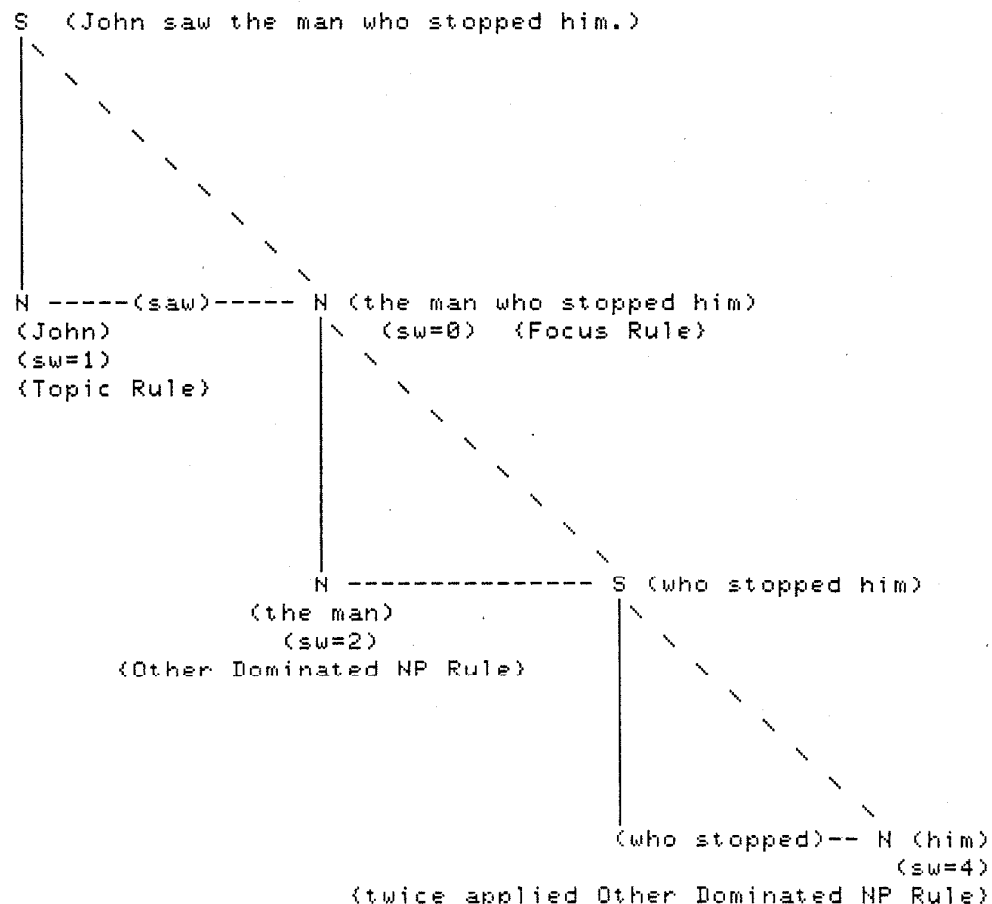 S (John saw the man who stopped him.)
N -----(saw)----- N (the man who stopped him)
(John) (sw=0) {Focus Rule}
(sw=1)
{Topic Rule}
N --------------- S (who stopped him)
(the man)
(sw=2)
{Other Dominated NP Rule}
(who stopped)-- N (him)
(sw=4)
{twice applied Other Dominated NP Rule}